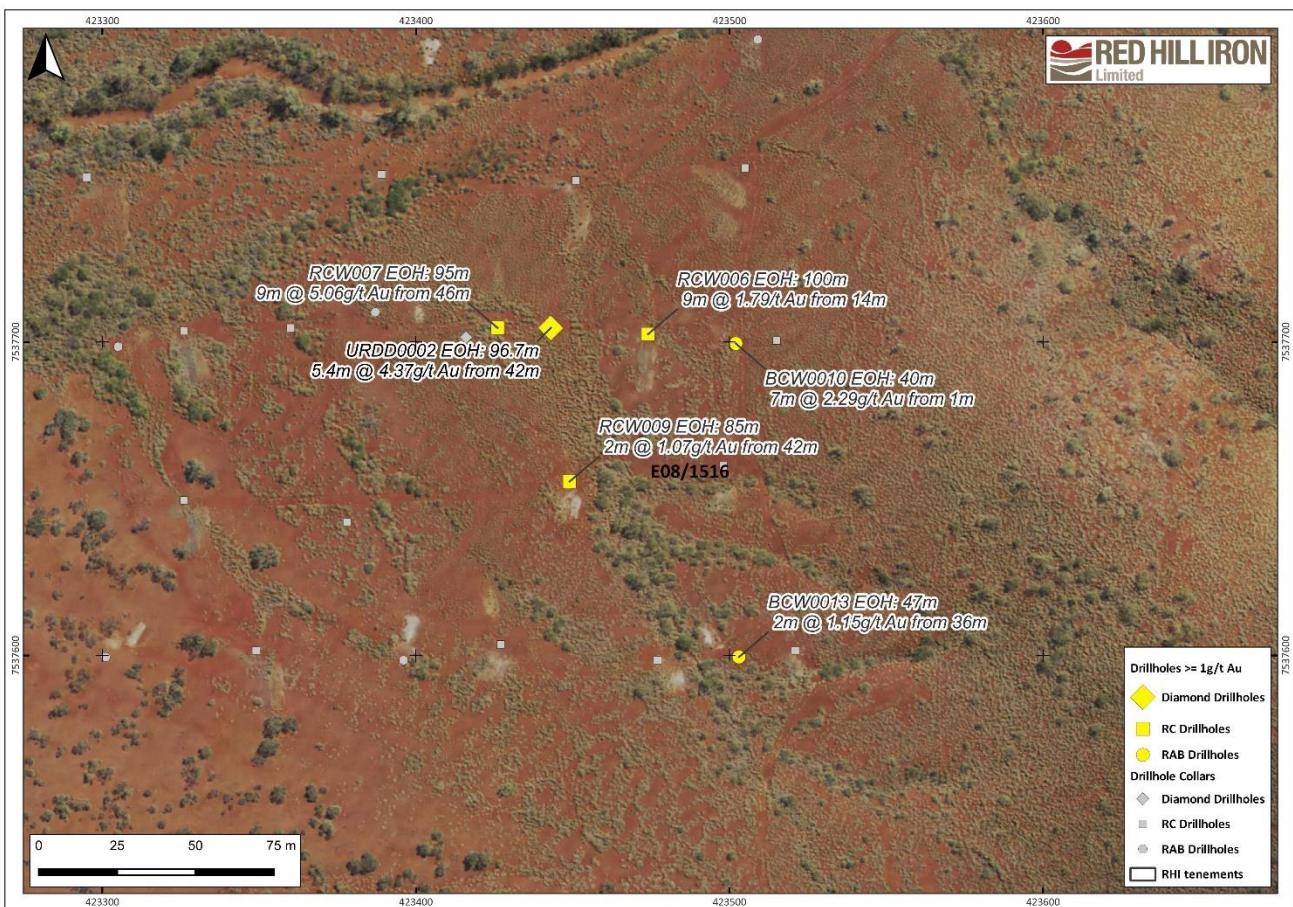 423300
423400
423500
423600
RED HILL IRON
Limited
RCW007 EOH: 95m
9m @ 5.06g/t Au from 46m
RCW006 EOH: 100m
9m @ 1.79g/t Au from 14m
7537700
7537700
URDD0002 EOH: 96.7m
5.4m @ 4.37g/t Au from 42m
BCW0010 EOH: 40m
7m @ 2.29g/t Au from 1m
RCW009 EOH: 85m
2m @ 1.07g/t Au from 42m
E08/1516
BCW0013 EOH: 47m
2m @ 1.15g/t Au from 36m
7537600
7537600
Drillholes >= 1g/t Au
Diamond Drillholes
RC Drillholes
RAB Drillholes
Drillhole Collars
Diamond Drillholes
RC Drillholes
RAB Drillholes
RHI tenements
0 25 50 75 m
423300
423400
423500
423600